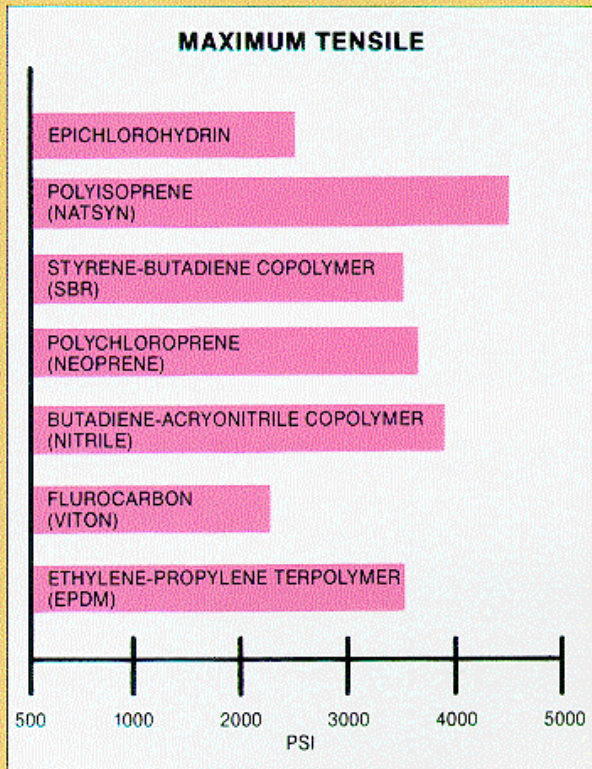 MAXIMUM TENSILE
EPICHLOROHYDRIN
POLYISOPRENE
(NATSYN)
STYRENE-BUTADIENE COPOLYMER
(SBR)
POLYCHLOROPRENE
(NEOPRENE)
BUTADIENE-ACRYONITRILE COPOLYMER
(NITRILE)
FLUROCARBON
(VITON)
ETHYLENE-PROPYLENE TERPOLYMER
(EPDM)
500 1000 2000 3000 4000 5000
PSI